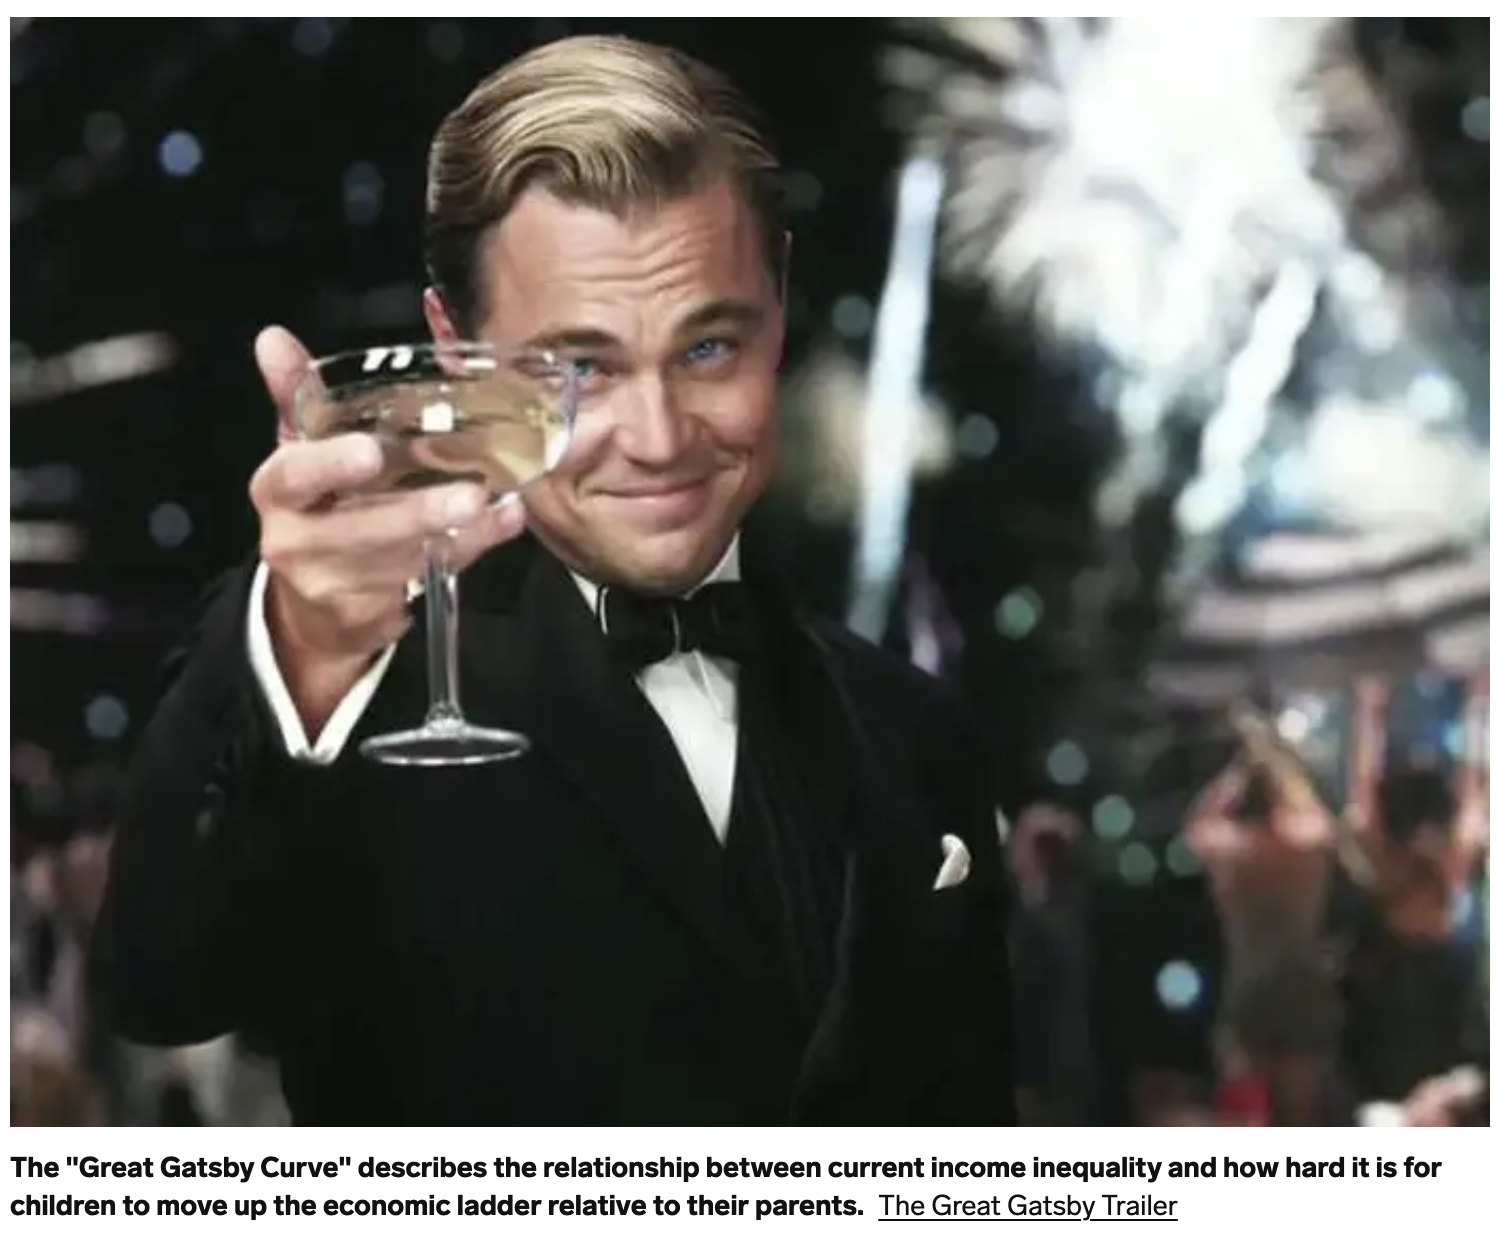 The "Great Gatsby Curve" describes the relationship between current income inequality and how hard it is for
children to move up the economic ladder relative to their parents. The Great Gatsby Trailer